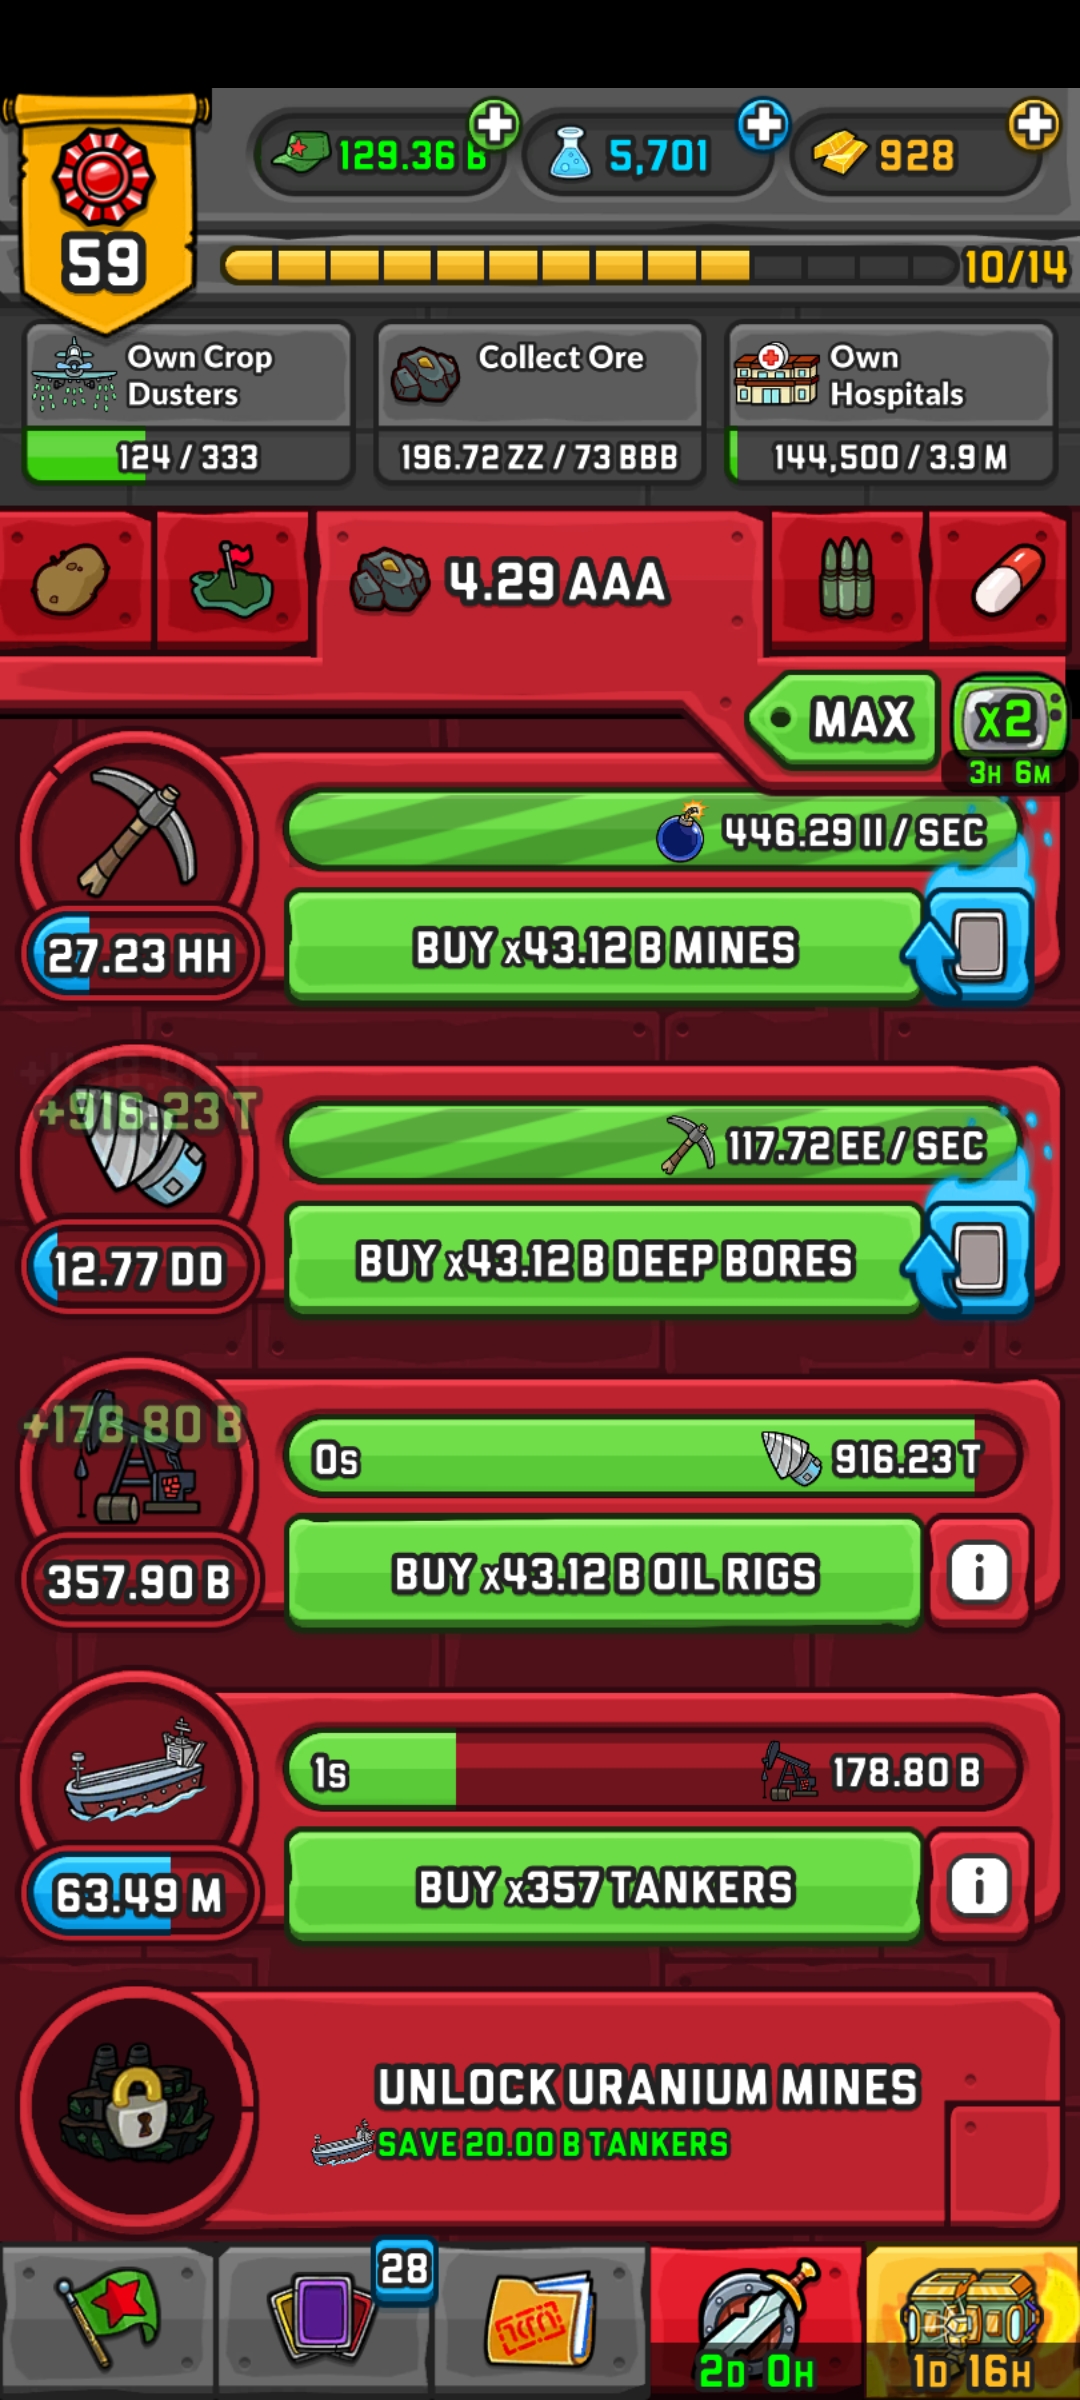 129.36 B
5,701
928
59
10/14
Own Crop
Dusters
124 / 333
Collect Ore
196.72 ZZ / 73 BBB
Own
Hospitals
144,500 / 3.9 M
4.29 AAA
MAX
x2
3H 6M
446.29 II / SEC
27.23 HH
BUY x43.12 B MINES
+916.23 T
117.72 EE / SEC
12.77 DD
BUY x43.12 B DEEP BORES
+178.80 B
0s
916.23 T
357.90 B
BUY x43.12 B OIL RIGS
i
1s
178.80 B
63.49 M
BUY x357 TANKERS
i
UNLOCK URANIUM MINES
SAVE 20.00 B TANKERS
28
2D 0H
1D 16H